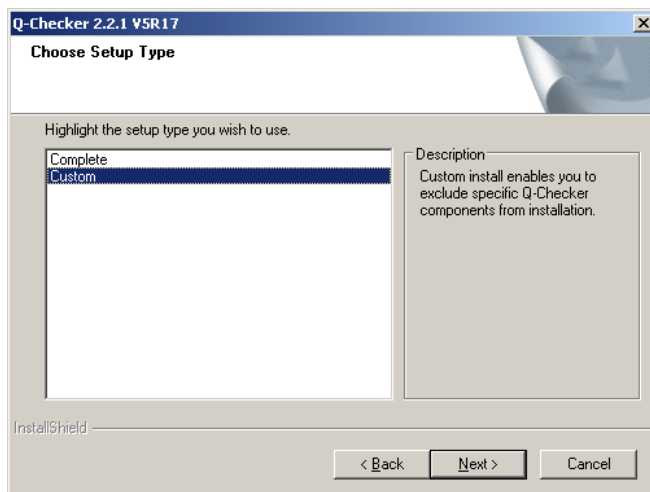 Q-Checker 2.2.1 V5R17
Choose Setup Type
Highlight the setup type you wish to use.
Complete
Custom
Description
Custom install enables you to
exclude specific Q-Checker
components from installation.
InstallShield
< Back
Next >
Cancel